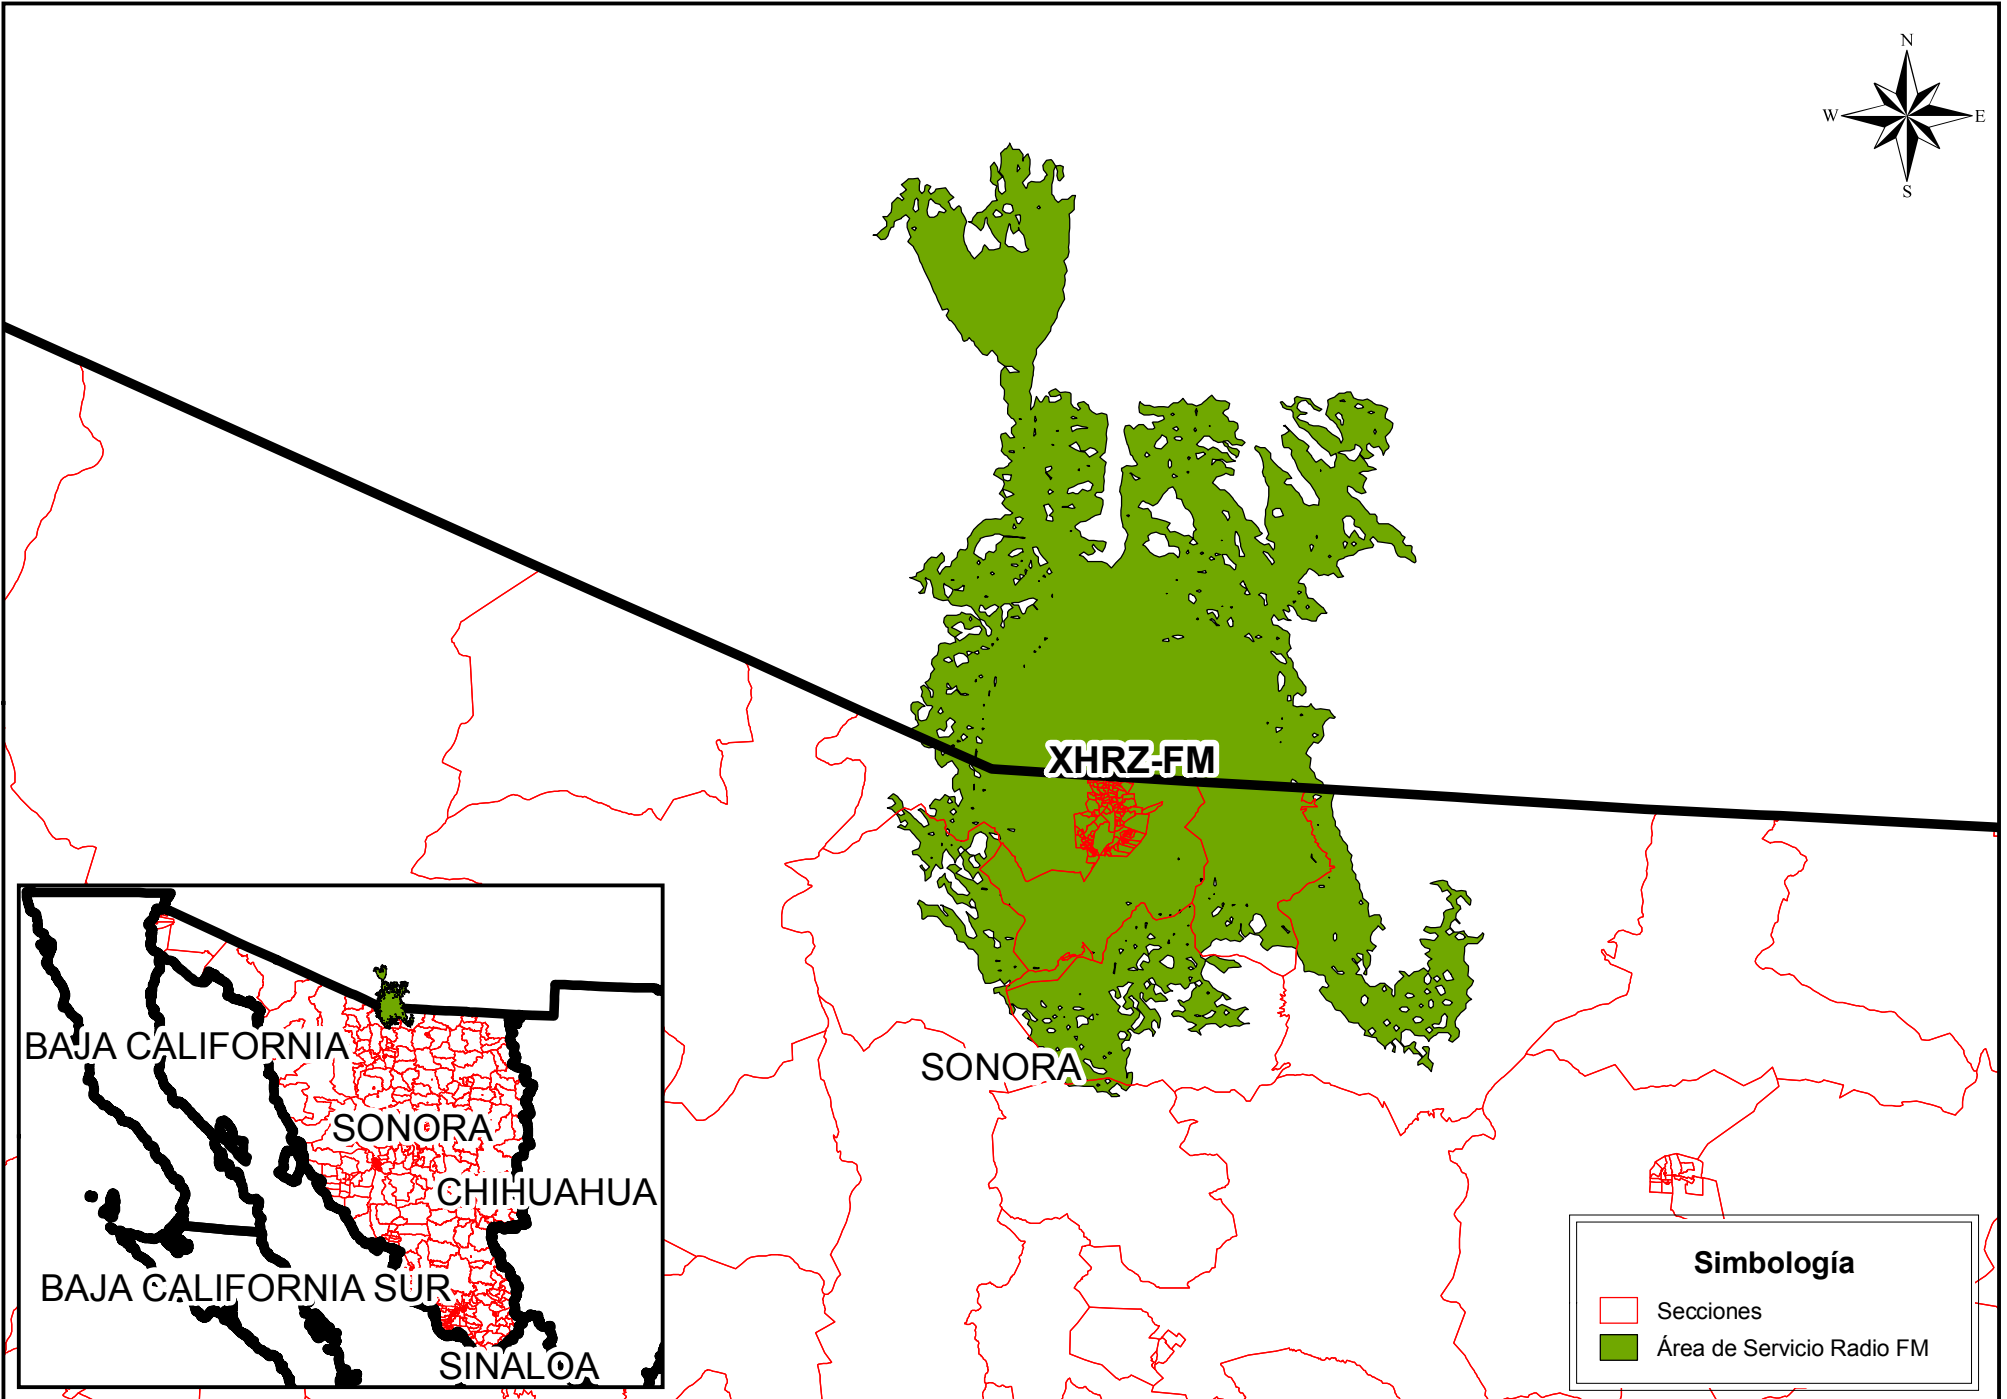 N
W E
S
XHRZ-FM
SONORA
BAJA CALIFORNIA
SONORA
CHIHUAHUA
BAJA CALIFORNIA SUR
SINALOA
Simbología
Secciones
Área de Servicio Radio FM